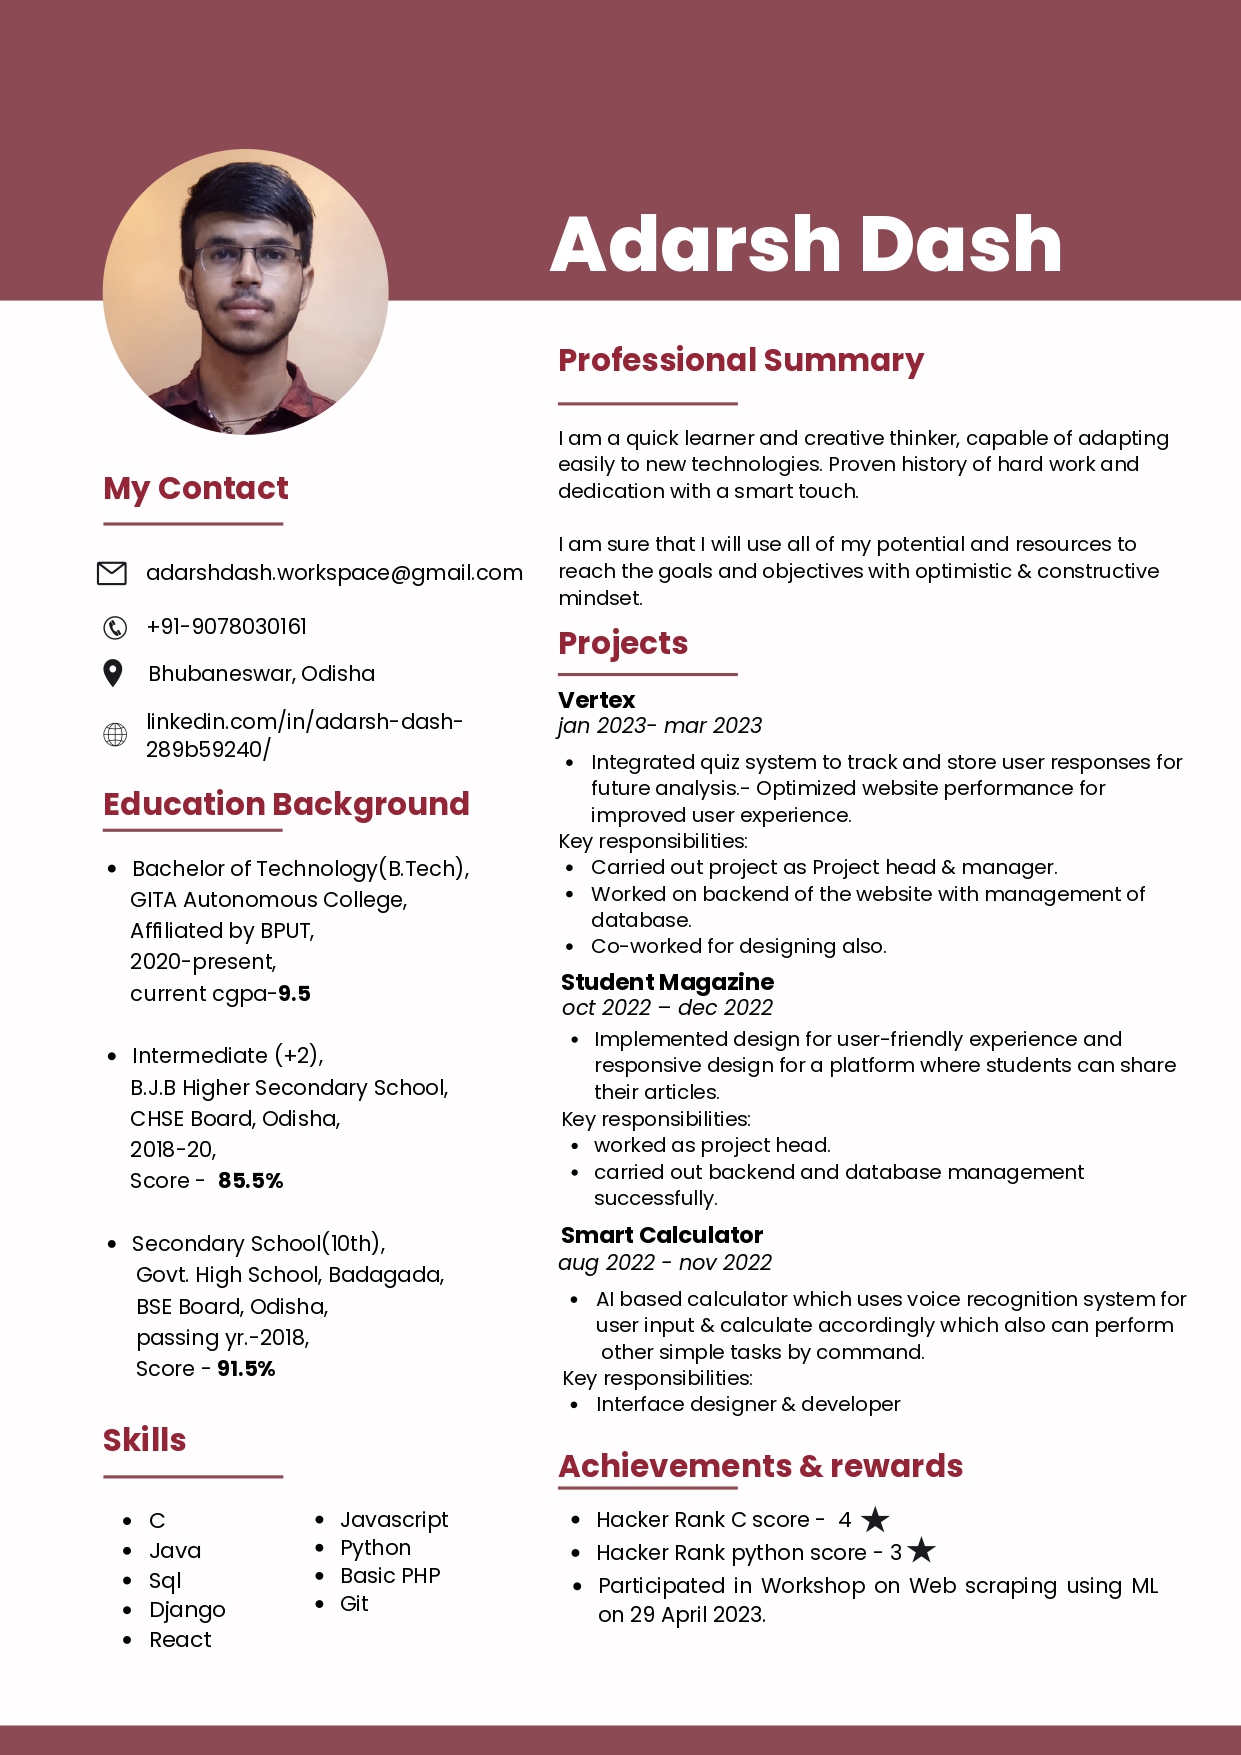 Adarsh Dash
My Contact
adarshdash.workspace@gmail.com
+91-9078030161
Bhubaneswar, Odisha
linkedin.com/in/adarsh-dash-
289b59240/
Education Background
• Bachelor of Technology(B.Tech),
GITA Autonomous College,
Affiliated by BPUT,
2020-present,
current cgpa-9.5
• Intermediate (+2),
B.J.B Higher Secondary School,
CHSE Board, Odisha,
2018-20,
Score - 85.5%
• Secondary School(10th),
Govt. High School, Badagada,
BSE Board, Odisha,
passing yr.-2018,
Score - 91.5%
Skills
• C
• Java
• Sql
• Django
• React
• Javascript
• Python
• Basic PHP
• Git
Professional Summary
I am a quick learner and creative thinker, capable of adapting
easily to new technologies. Proven history of hard work and
dedication with a smart touch.
I am sure that I will use all of my potential and resources to
reach the goals and objectives with optimistic & constructive
mindset.
Projects
Vertex
jan 2023- mar 2023
• Integrated quiz system to track and store user responses for
future analysis.- Optimized website performance for
improved user experience.
Key responsibilities:
• Carried out project as Project head & manager.
• Worked on backend of the website with management of
database.
• Co-worked for designing also.
Student Magazine
oct 2022 – dec 2022
• Implemented design for user-friendly experience and
responsive design for a platform where students can share
their articles.
Key responsibilities:
• worked as project head.
• carried out backend and database management
successfully.
Smart Calculator
aug 2022 - nov 2022
• AI based calculator which uses voice recognition system for
user input & calculate accordingly which also can perform
other simple tasks by command.
Key responsibilities:
• Interface designer & developer
Achievements & rewards
• Hacker Rank C score - 4 ★
• Hacker Rank python score - 3 ★
• Participated in Workshop on Web scraping using ML
on 29 April 2023.